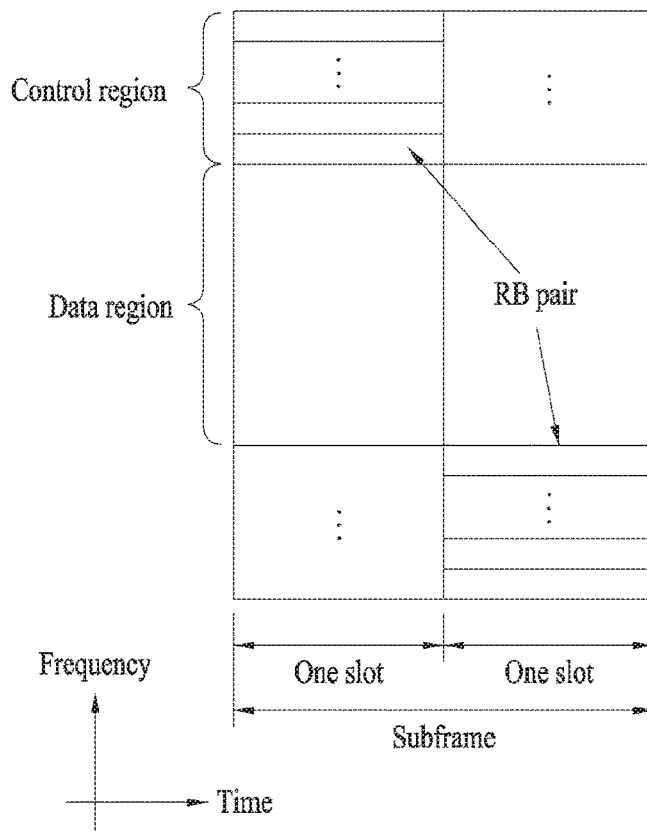 Control region
Data region
RB pair
One slot
One slot
Subframe
Frequency
Time